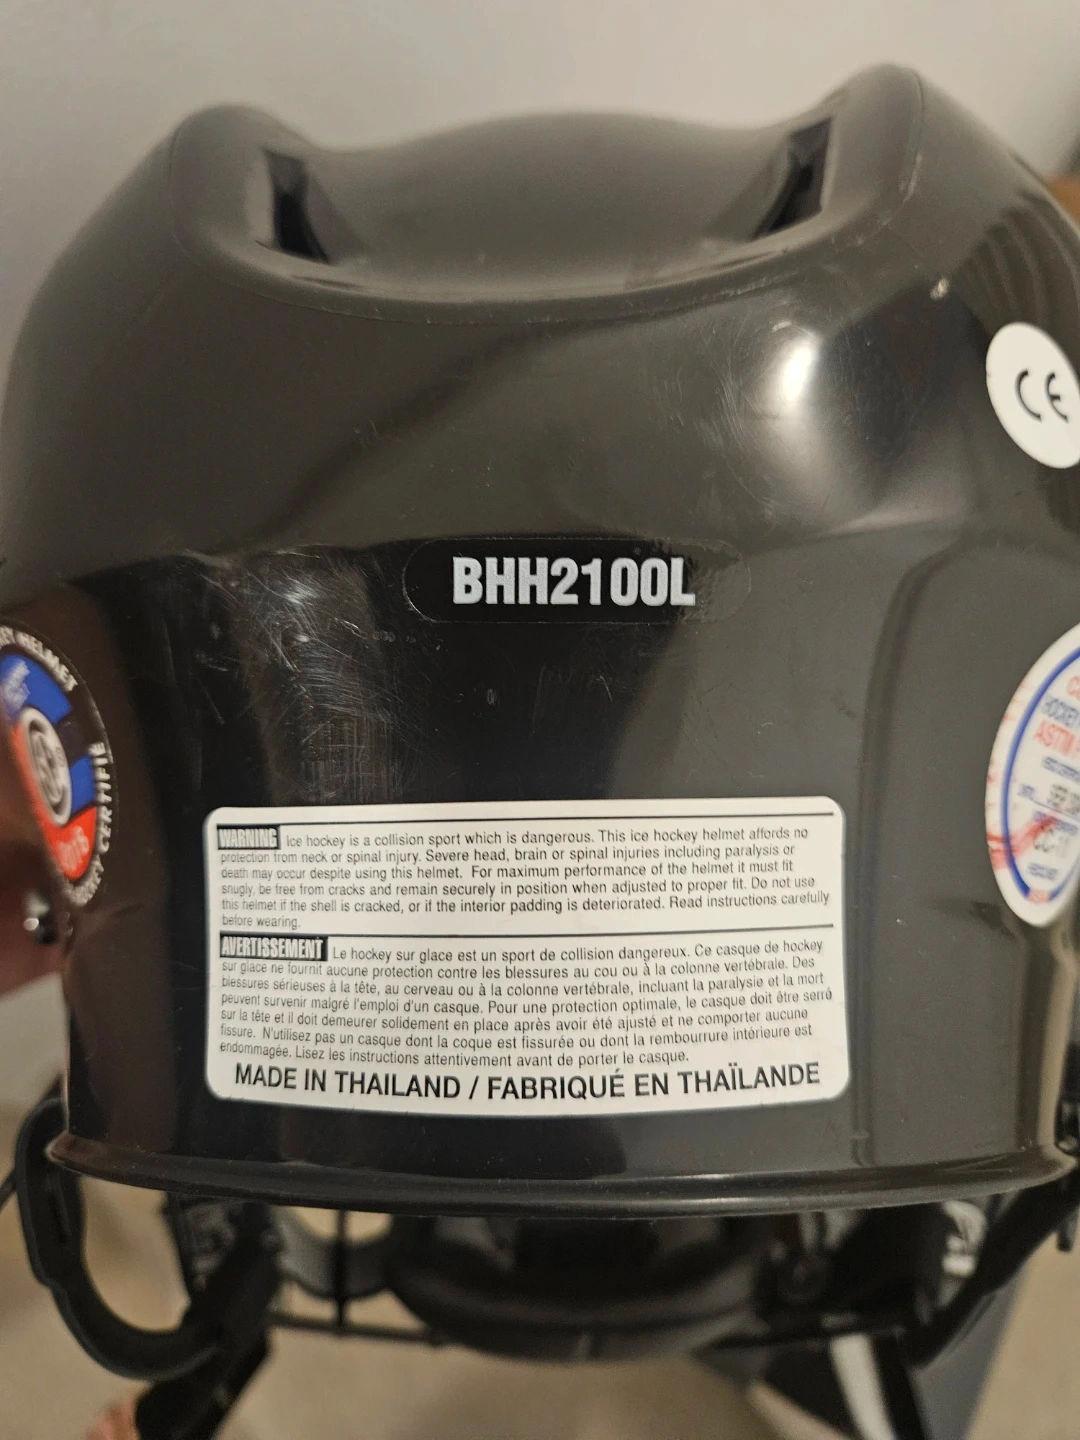 CE
BHH2100L
HELMET
CERTIFIÉ
HOCKEY
ASTM
WARNING Ice hockey is a collision sport which is dangerous. This ice hockey helmet affords no
protection from neck or spinal injury. Severe head, brain or spinal injuries including paralysis or
death may occur despite using this helmet. For maximum performance of the helmet it must fit
snugly, be free from cracks and remain securely in position when adjusted to proper fit. Do not use
this helmet if the shell is cracked, or if the interior padding is deteriorated. Read instructions carefully
before wearing.
AVERTISSEMENT Le hockey sur glace est un sport de collision dangereux. Ce casque de hockey
sur glace ne fournit aucune protection contre les blessures au cou ou à la colonne vertébrale. Des
blessures sérieuses à la tête, au cerveau ou à la colonne vertébrale, incluant la paralysie et la mort
peuvent survenir malgré l'emploi d'un casque. Pour une protection optimale, le casque doit être serré
sur la tête et il doit demeurer solidement en place après avoir été ajusté et ne comporter aucune
fissure. N'utilisez pas un casque dont la coque est fissurée ou dont la rembourrure intérieure est
endommagée. Lisez les instructions attentivement avant de porter le casque.
MADE IN THAILAND / FABRIQUÉ EN THAÏLANDE